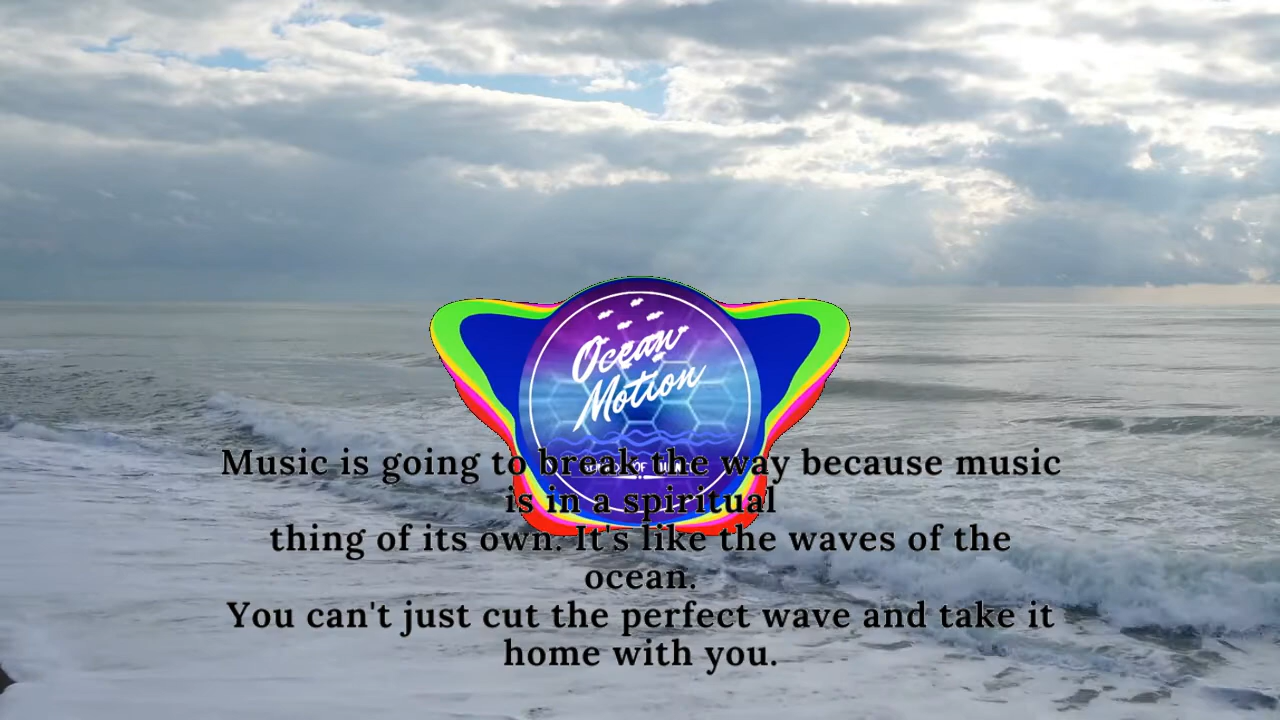 Ocean
Motion
OF
Music is going to break the way because music
is in a spiritual
thing of its own. It's like the waves of the
ocean.
You can't just cut the perfect wave and take it
home with you.